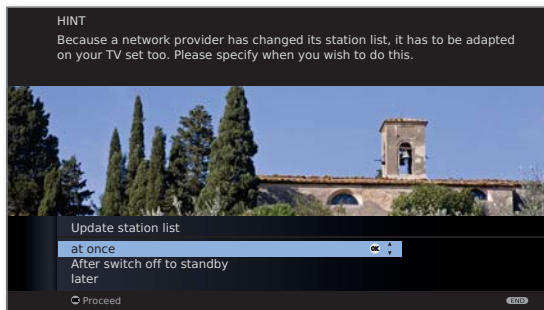 HINT
Because a network provider has changed its station list, it has to be adapted
on your TV set too. Please specify when you wish to do this.
Update station list
at once OK
After switch off to standby
later
OK Proceed END